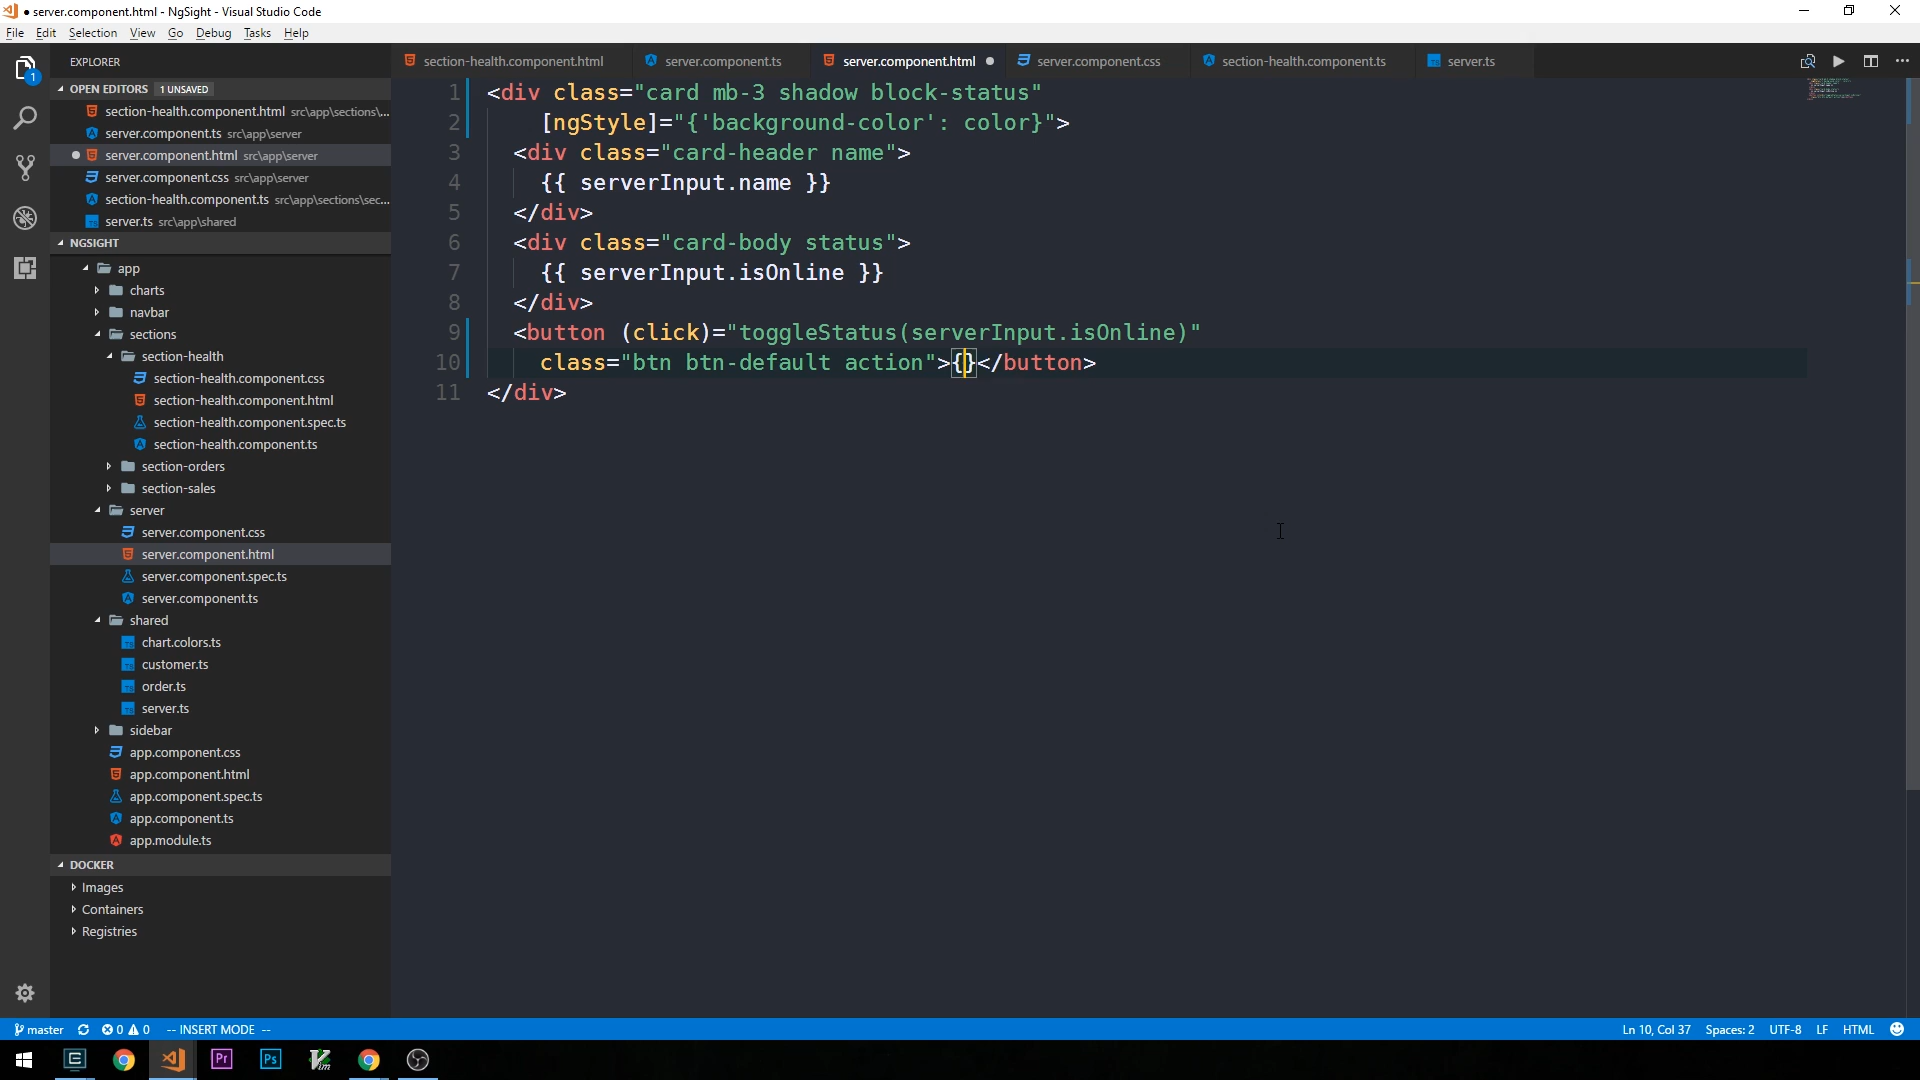 ● server.component.html - NgSight - Visual Studio Code
File Edit Selection View Go Debug Tasks Help
EXPLORER
section-health.component.html
server.component.ts
server.component.html ●
server.component.css
section-health.component.ts
server.ts
1
OPEN EDITORS 1 UNSAVED
section-health.component.html src\app\sections\...
server.component.ts src\app\server
● server.component.html src\app\server
server.component.css src\app\server
section-health.component.ts src\app\sections\sec...
server.ts src\app\shared
NGSIGHT
app
charts
navbar
sections
section-health
section-health.component.css
section-health.component.html
section-health.component.spec.ts
section-health.component.ts
section-orders
section-sales
server
server.component.css
server.component.html
server.component.spec.ts
server.component.ts
shared
chart.colors.ts
customer.ts
order.ts
server.ts
sidebar
app.component.css
app.component.html
app.component.spec.ts
app.component.ts
app.module.ts
DOCKER
Images
Containers
Registries
1 <div class="card mb-3 shadow block-status"
2 [ngStyle]="{'background-color': color}">
3 <div class="card-header name">
4 {{ serverInput.name }}
5 </div>
6 <div class="card-body status">
7 {{ serverInput.isOnline }}
8 </div>
9 <button (click)="toggleStatus(serverInput.isOnline)"
10 class="btn btn-default action">{}</button>
11 </div>
master 0 0 -- INSERT MODE -- Ln 10, Col 37 Spaces: 2 UTF-8 LF HTML
Pr Ps Vim